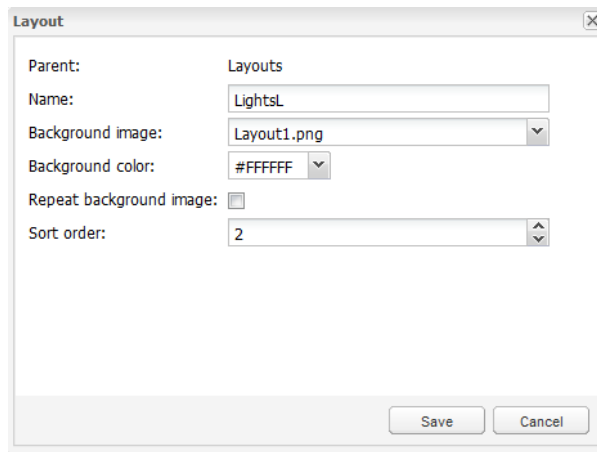 Layout
Parent: Layouts
Name: LightsL
Background image: Layout1.png
Background color: #FFFFFF
Repeat background image:
Sort order: 2
Save Cancel